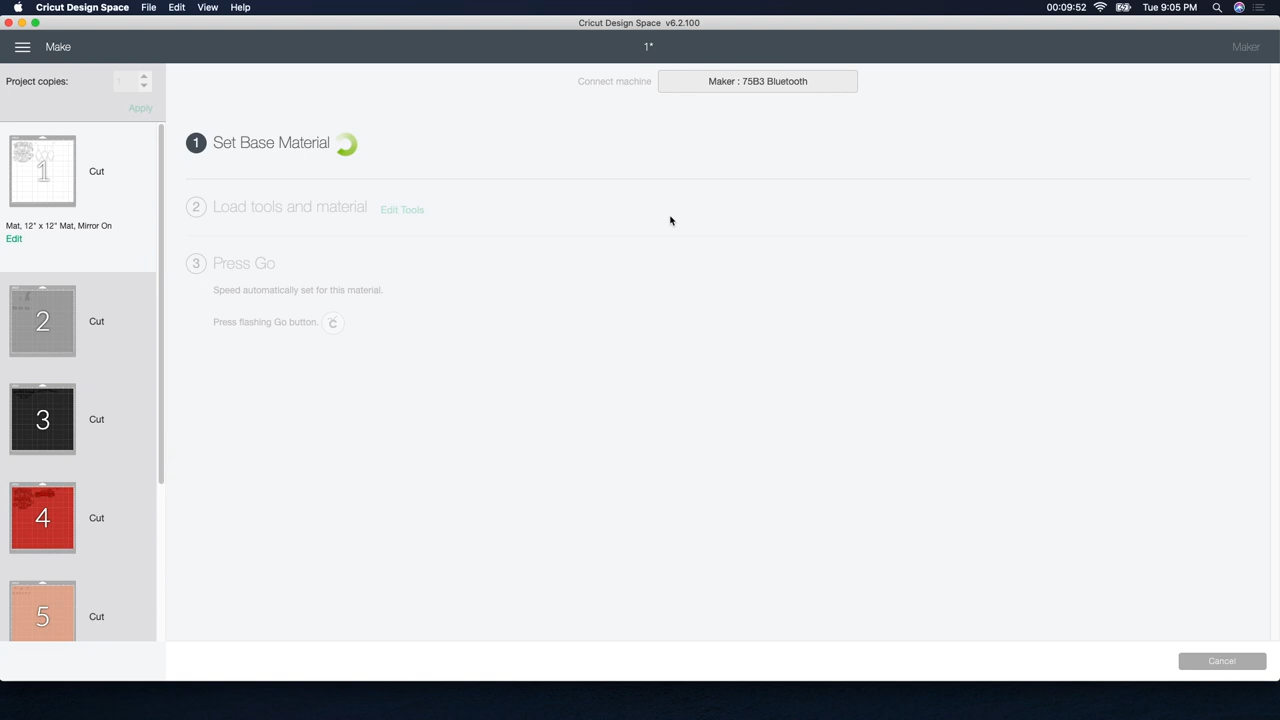 Cricut Design Space File Edit View Help 00:09:52 Tue 9:05 PM
Cricut Design Space v6.2.100
Make 1* Maker
Project copies: 1
Apply
Connect machine Maker : 75B3 Bluetooth
1 Set Base Material
1 Cut
2 Load tools and material Edit Tools
Mat, 12" x 12" Mat, Mirror On
Edit
3 Press Go
Speed automatically set for this material.
Press flashing Go button. C
2 Cut
3 Cut
4 Cut
5 Cut
Cancel